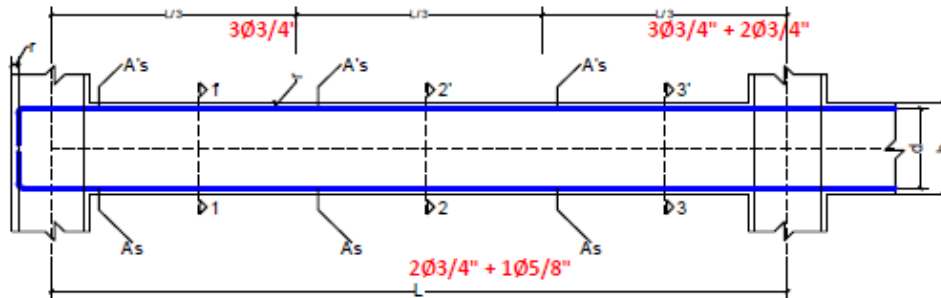 L/3 L/3 L/3
3Ø3/4" 3Ø3/4" + 2Ø3/4"
r
A's A's A's
1' 2' 3'
r
d
1 2 3
As As As
2Ø3/4" + 1Ø5/8"
L